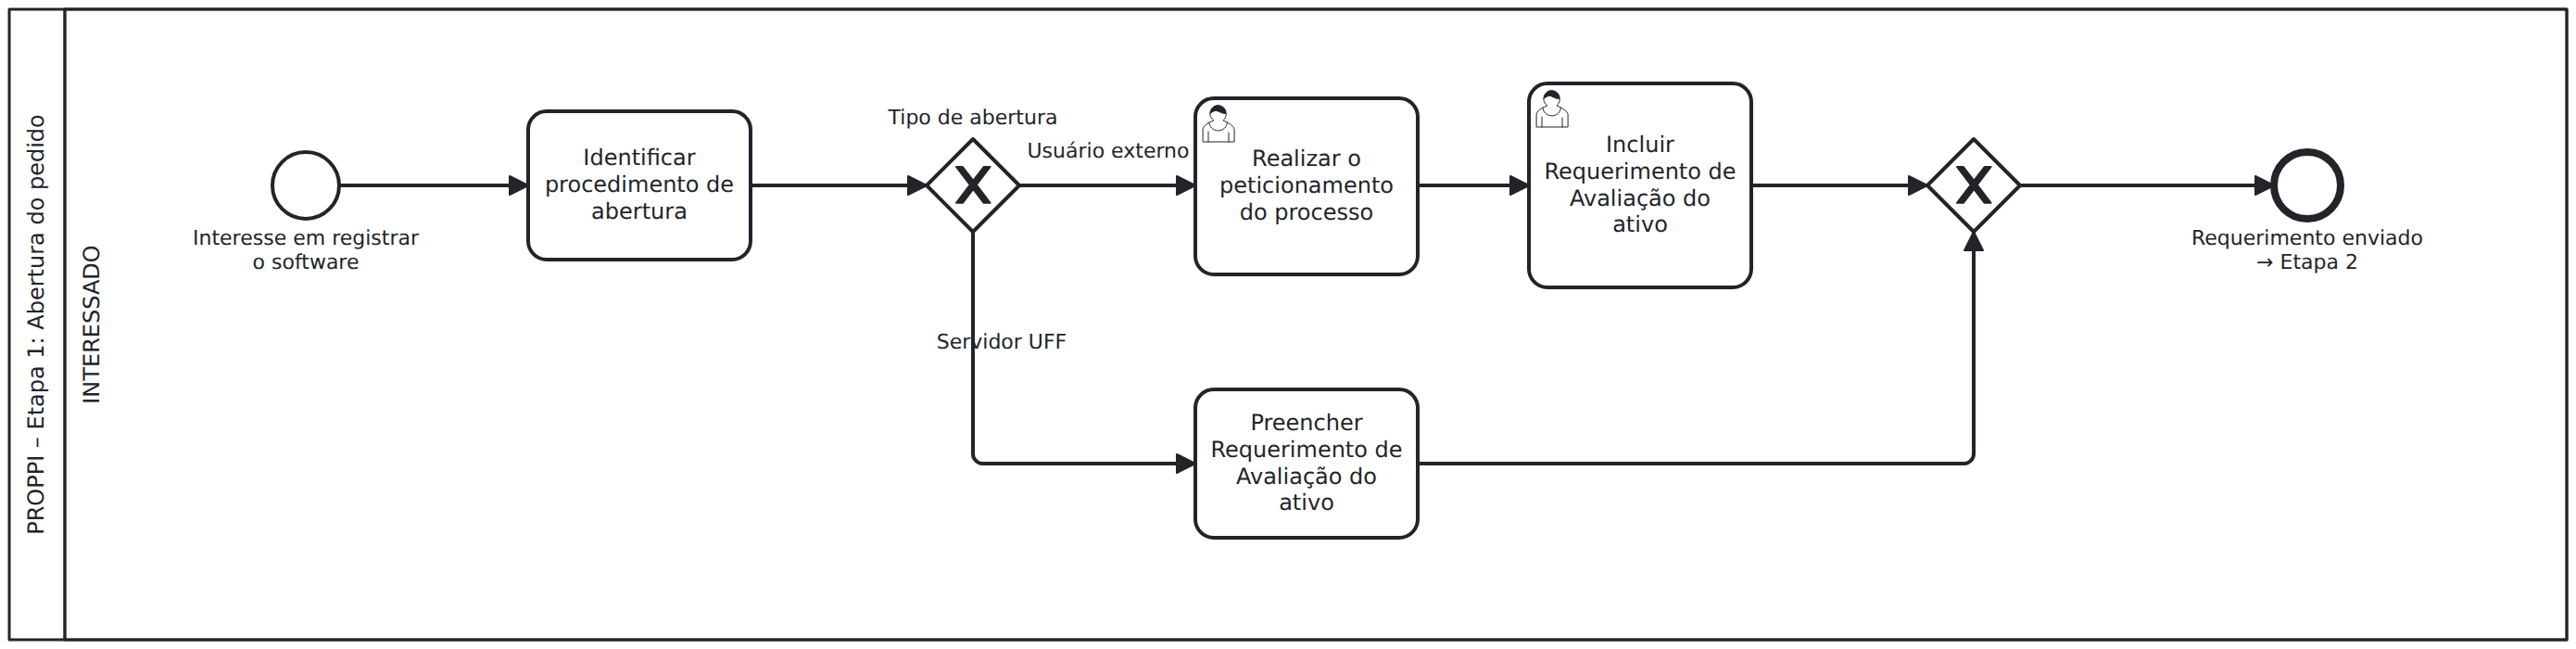 PROPPI – Etapa 1: Abertura do pedido
INTERESSADO
Interesse em registrar
o software
Identificar
procedimento de
abertura
Tipo de abertura
Usuário externo
Servidor UFF
Realizar o
peticionamento
do processo
Incluir
Requerimento de
Avaliação do
ativo
Preencher
Requerimento de
Avaliação do
ativo
Requerimento enviado
→ Etapa 2